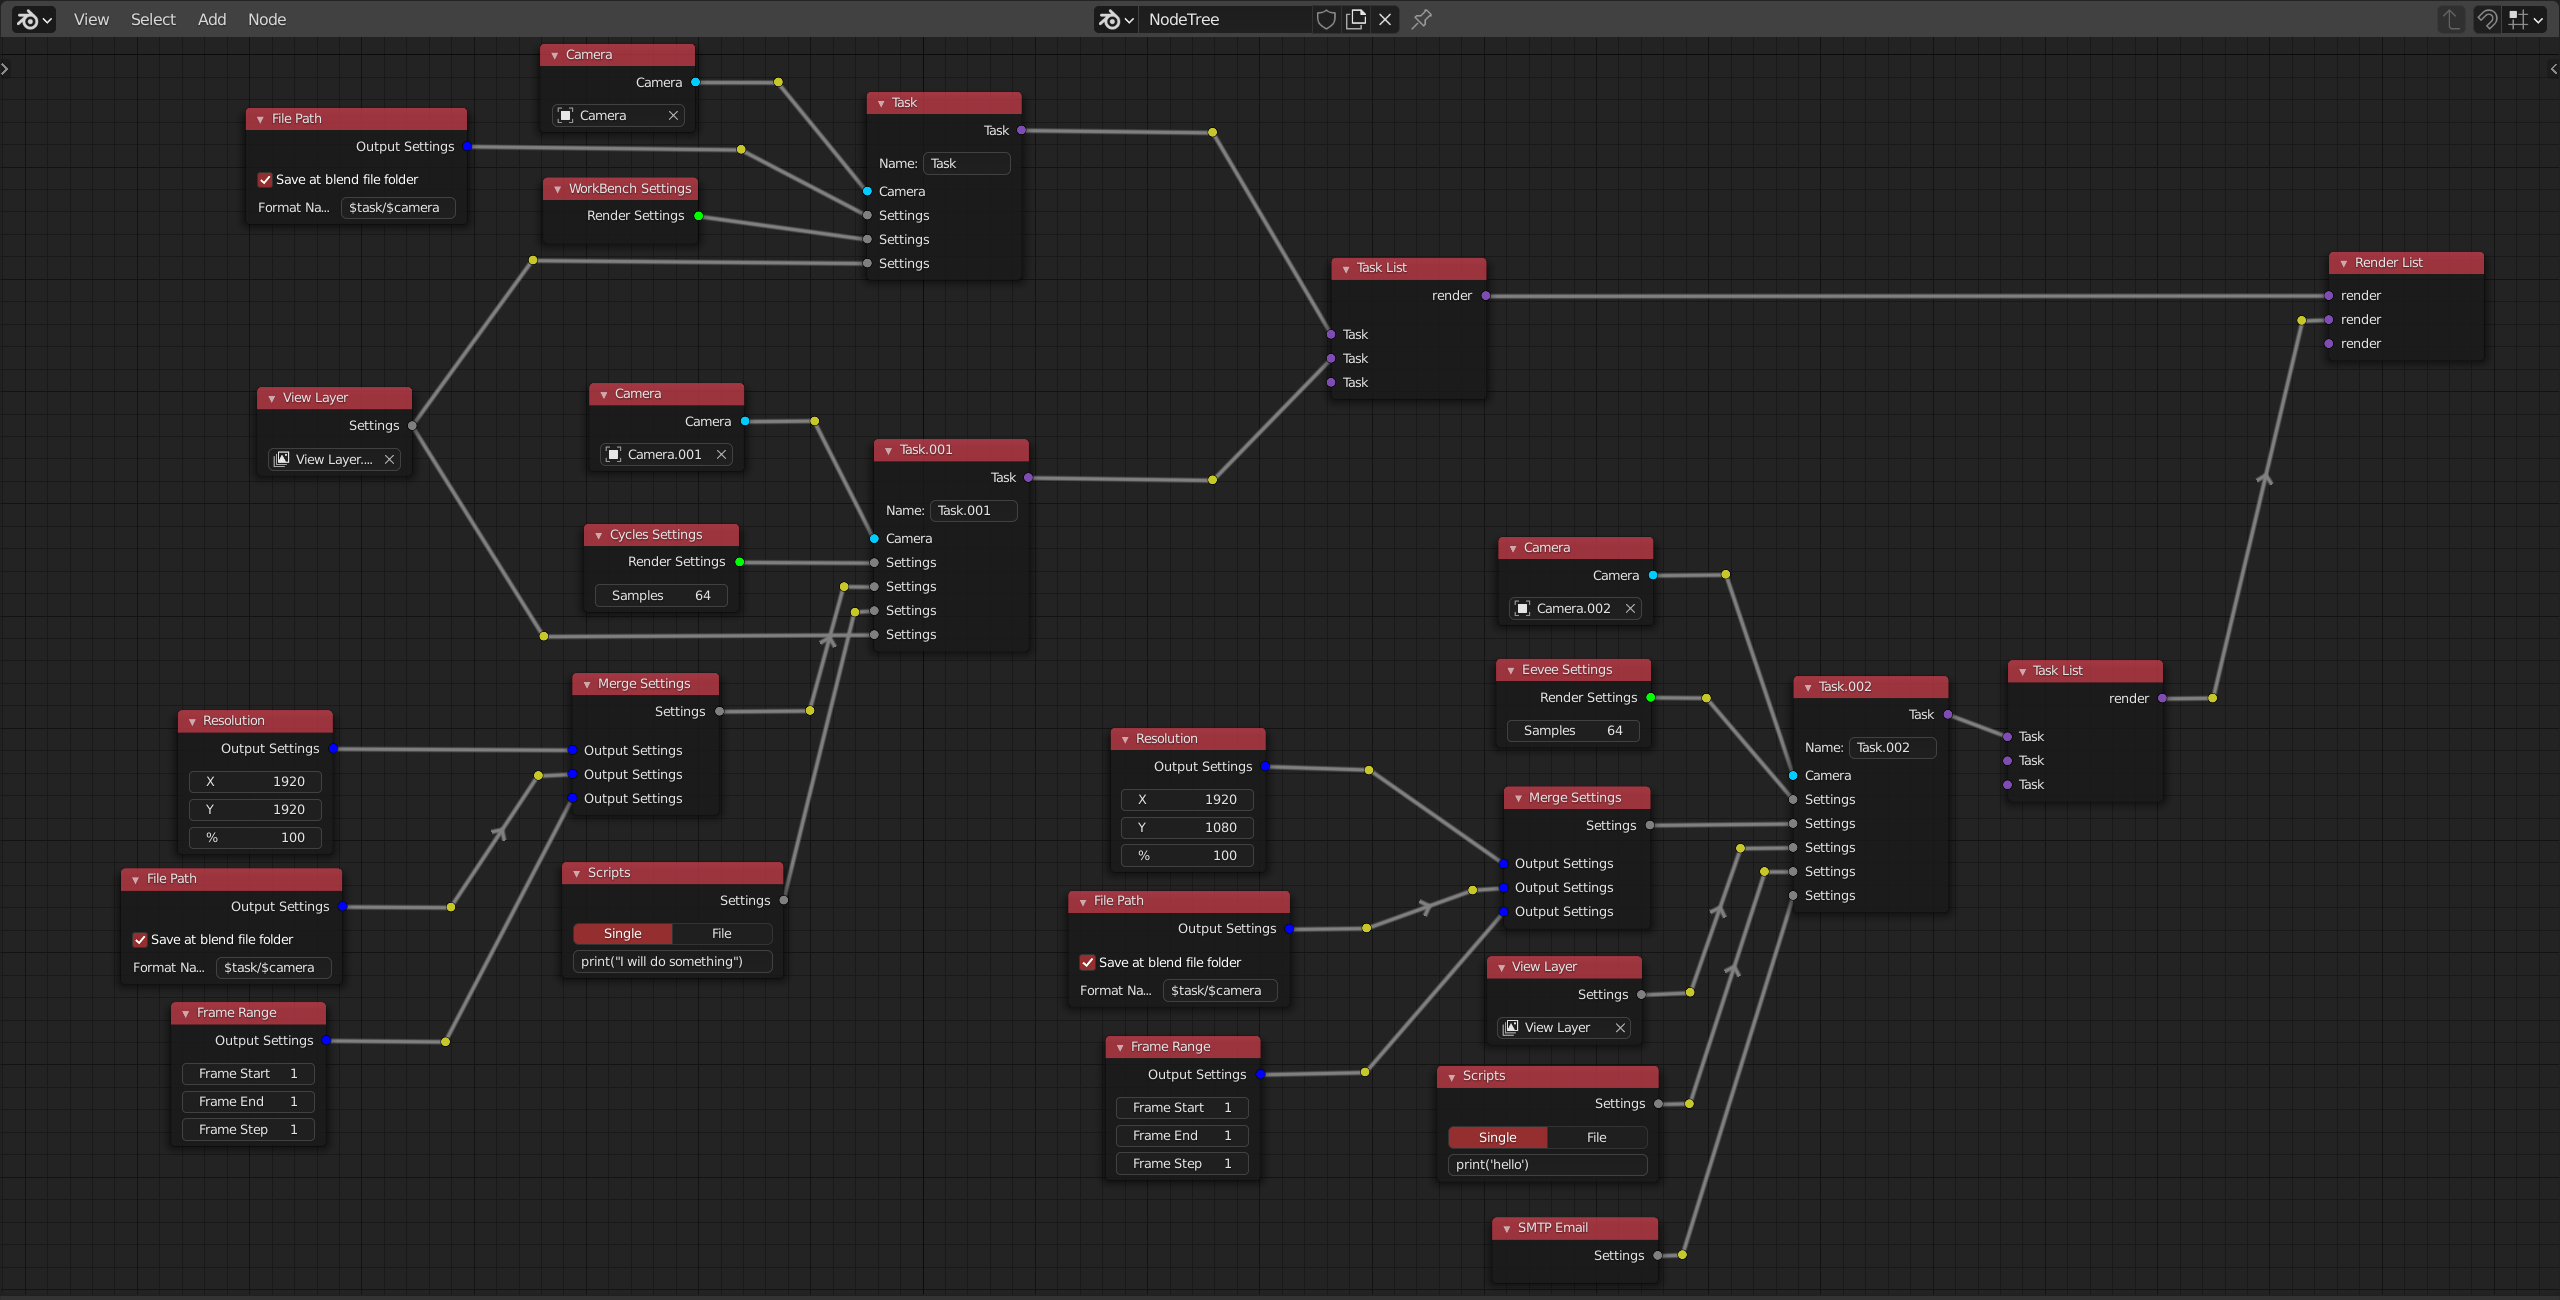 View Select Add Node
NodeTree
Camera
Camera
Camera
File Path
Output Settings
Save at blend file folder
Format Na... $task/$camera
WorkBench Settings
Render Settings
Task
Task
Name: Task
Camera
Settings
Settings
Settings
Task List
render
Task
Task
Task
Render List
render
render
render
View Layer
Settings
View Layer....
Camera
Camera
Camera.001
Cycles Settings
Render Settings
Samples 64
Task.001
Task
Name: Task.001
Camera
Settings
Settings
Settings
Settings
Merge Settings
Settings
Output Settings
Output Settings
Output Settings
Resolution
Output Settings
X 1920
Y 1920
% 100
File Path
Output Settings
Save at blend file folder
Format Na... $task/$camera
Frame Range
Output Settings
Frame Start 1
Frame End 1
Frame Step 1
Scripts
Settings
Single File
print("I will do something")
Camera
Camera
Camera.002
Eevee Settings
Render Settings
Samples 64
Resolution
Output Settings
X 1920
Y 1080
% 100
Merge Settings
Settings
Output Settings
Output Settings
Output Settings
File Path
Output Settings
Save at blend file folder
Format Na... $task/$camera
Frame Range
Output Settings
Frame Start 1
Frame End 1
Frame Step 1
View Layer
Settings
View Layer
Scripts
Settings
Single File
print('hello')
SMTP Email
Settings
Task.002
Task
Name: Task.002
Camera
Settings
Settings
Settings
Settings
Settings
Task List
render
Task
Task
Task